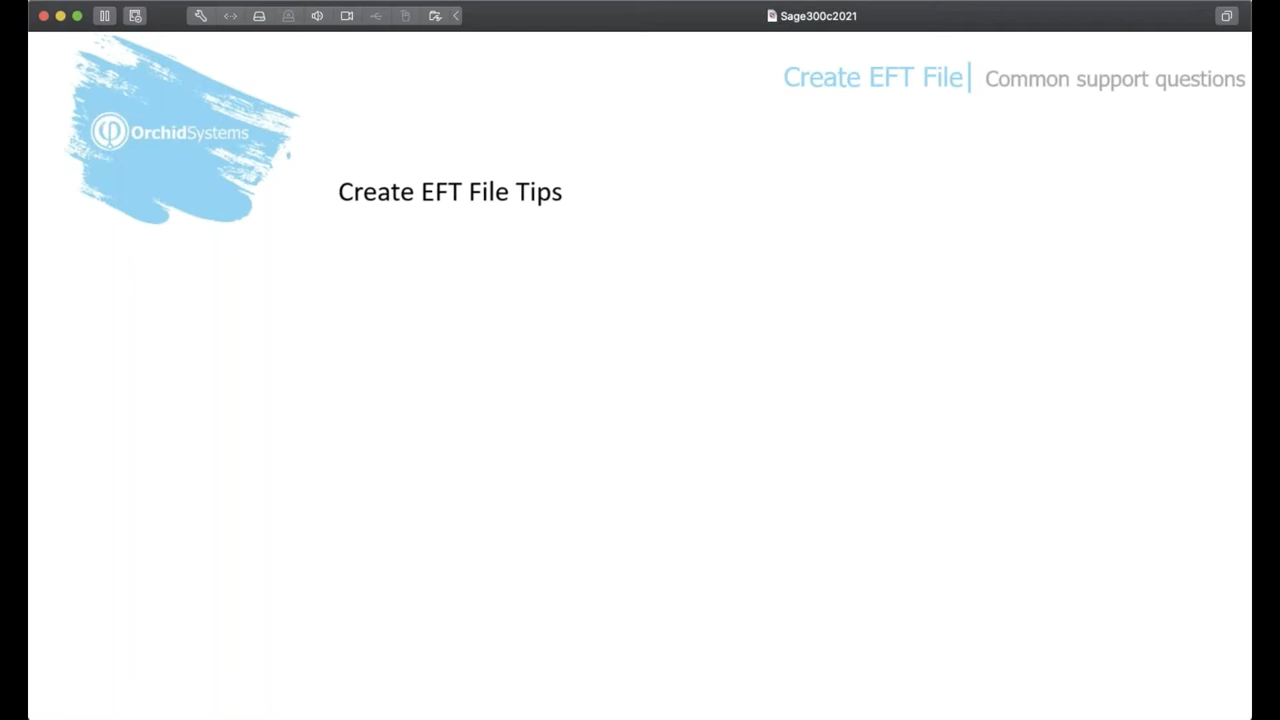 Sage300c2021
Create EFT File| Common support questions
OrchidSystems
Create EFT File Tips